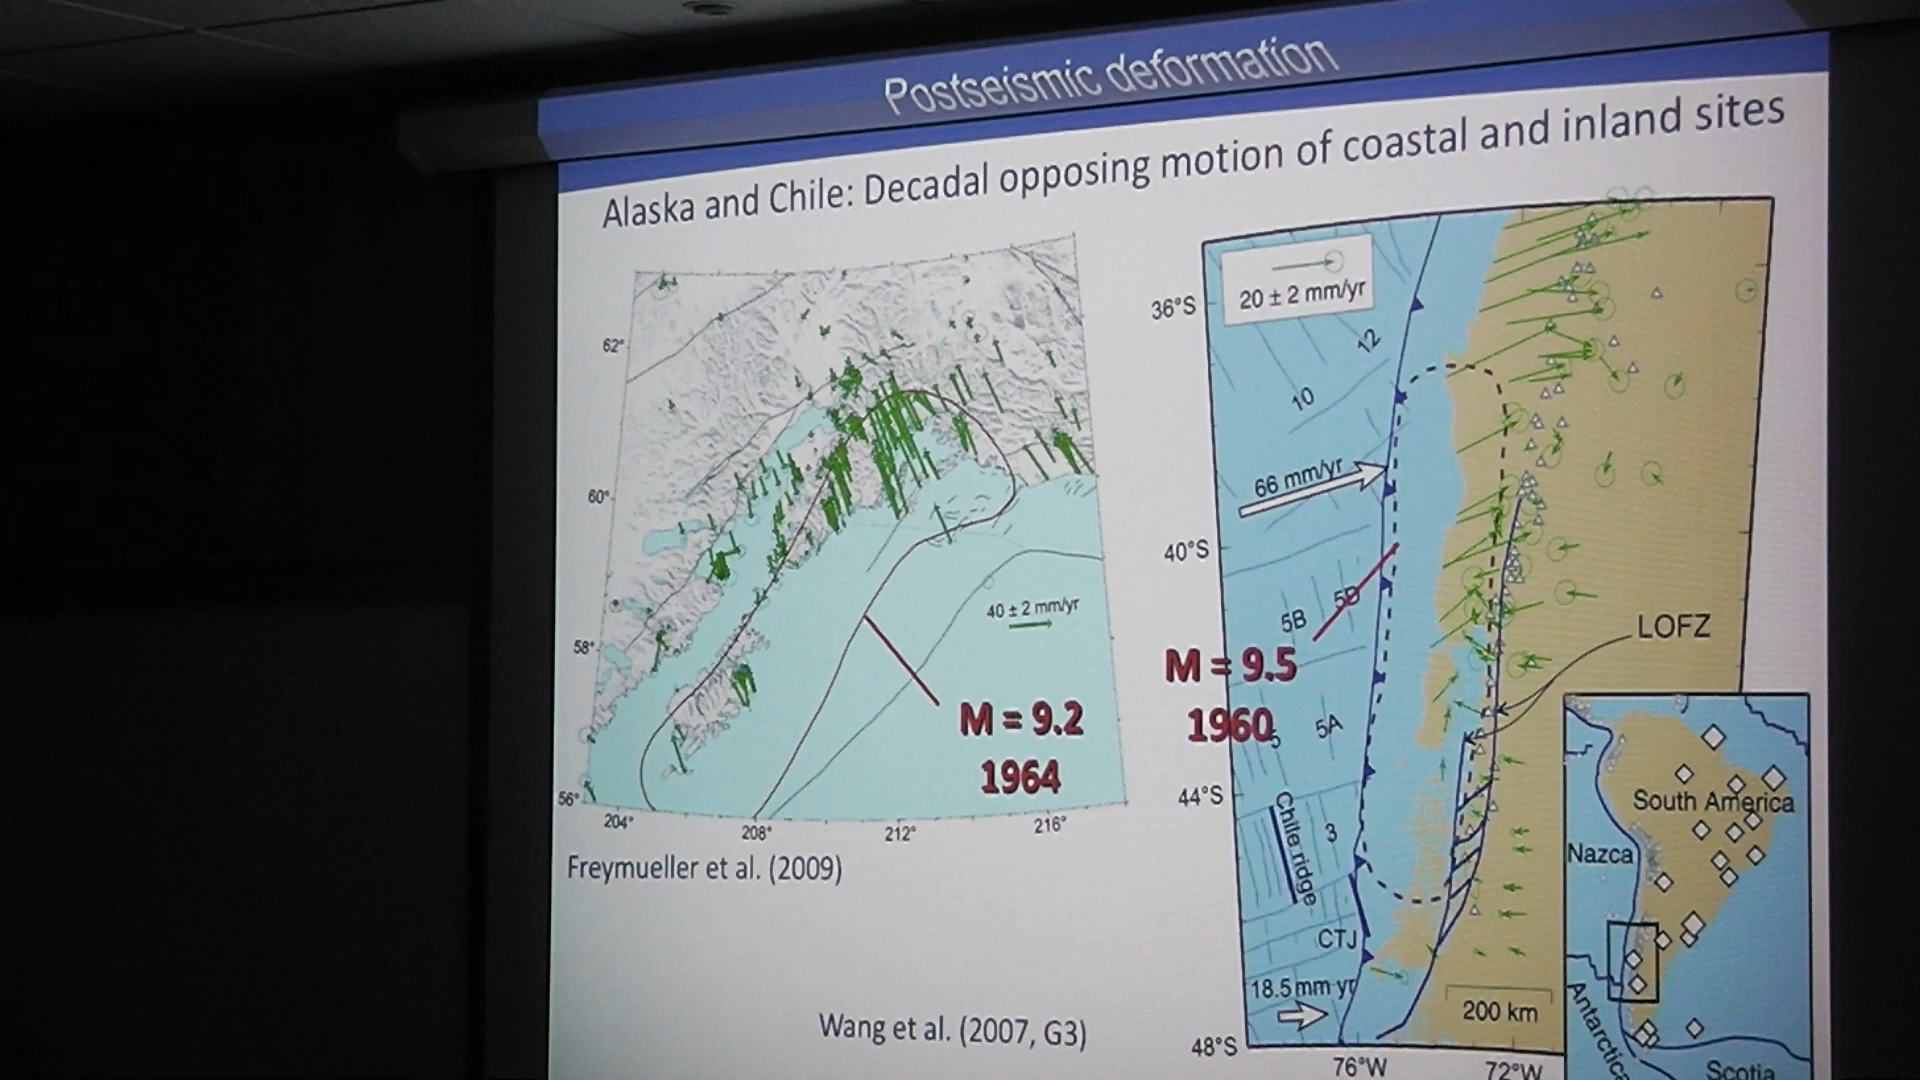 Postseismic deformation
Alaska and Chile: Decadal opposing motion of coastal and inland sites
62°
60°
58°
56°
204°
208°
212°
216°
40 ± 2 mm/yr
M = 9.2
1964
Freymueller et al. (2009)
20 ± 2 mm/yr
36°S
12
10
66 mm/yr
40°S
5B
5B
LOFZ
M = 9.5
1960
5
5A
44°S
Chile ridge
3
CTJ
18.5 mm yr
200 km
48°S
76°W
72°W
South America
Nazca
Antarctica
Scotia
Wang et al. (2007, G3)